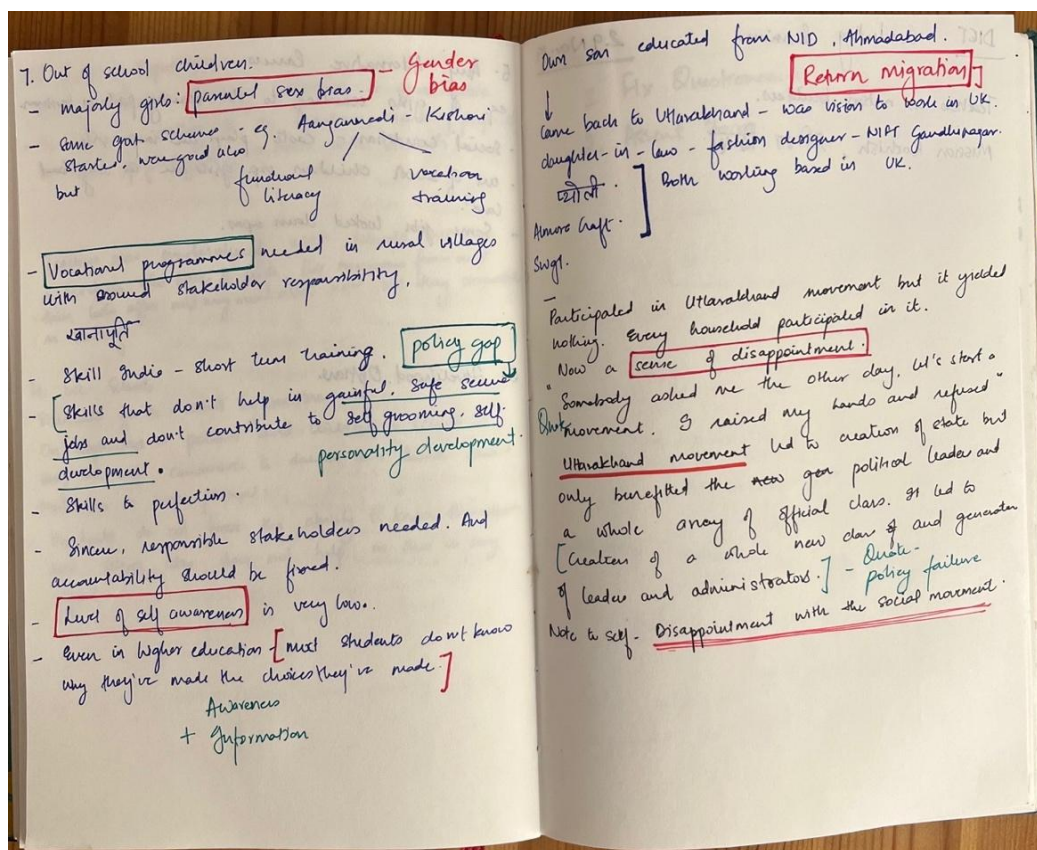 7. Out of school children.
- majorly girls: parental sex bias. - Gender bias
- Some govt schemes - eg. Aanganwadi - Kishori
started, were good also
but
functional literacy
vocation training
- Vocational programmes needed in rural villages
with sound stakeholder responsibility.
खानापूर्ति
- Skill India - short term training. policy gap
- [Skills that don't help in gainful, safe secure
jobs and don't contribute to self grooming, self-
development.
personality development.
- Skills to perfection.
- Sincere, responsible stakeholders needed. And
accountability should be fixed.
- Level of self awareness is very low.
- Even in higher education - [most students don't know
why they've made the choices they've made.]
Awareness
+ Information
Own son educated from NID, Ahmadabad.
Return migration]
↓
Came back to Uttarakhand - was vision to work in UK.
daughter-in-law - fashion designer - NIFT Gandhinagar.
] Both working based in UK.
Almora Craft.
Participated in Uttarakhand movement but it yielded
nothing. Every household participated in it.
"Now a sense of disappointment.
Somebody asked me the other day, let's start a
Quote movement. I raised my hands and refused"
Uttarakhand movement led to creation of state but
only benefitted the new gen political leader and
a whole array of official class. It led to
[Creation of a whole new class of and generation
of leaders and administrators.] - Quote - policy failure
Note to self - Disappointment with the social movement